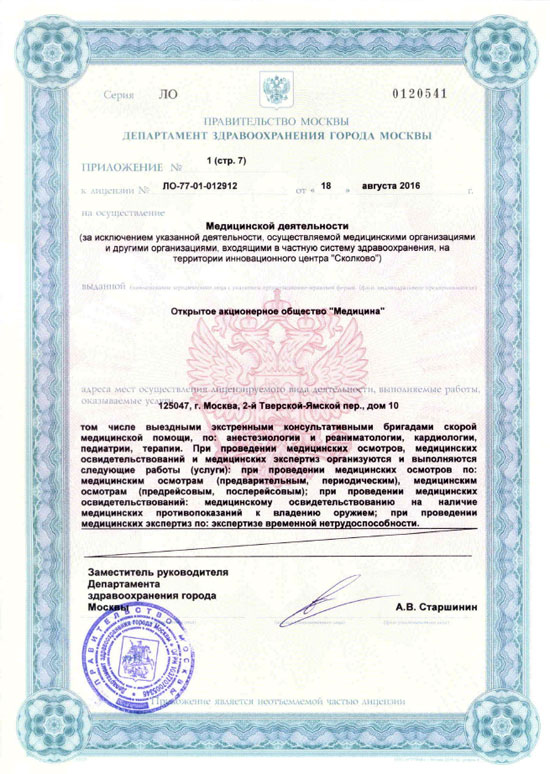 Серия ЛО 0120541
ПРАВИТЕЛЬСТВО МОСКВЫ
ДЕПАРТАМЕНТ ЗДРАВООХРАНЕНИЯ ГОРОДА МОСКВЫ
ПРИЛОЖЕНИЕ № 1 (стр. 7)
к лицензии № ЛО-77-01-012912 от « 18 » августа 2016
на осуществление
Медицинской деятельности
(за исключением указанной деятельности, осуществляемой медицинскими организациями
и другими организациями, входящими в частную систему здравоохранения, на
территории инновационного центра "Сколково")
выданной
Открытое акционерное общество "Медицина"
адреса мест осуществления лицензируемого вида деятельности, выполняемые работы,
оказываемые услуги
125047, г. Москва, 2-й Тверской-Ямской пер., дом 10
том числе выездными экстренными консультативными бригадами скорой
медицинской помощи, по: анестезиологии и реаниматологии, кардиологии,
педиатрии, терапии. При проведении медицинских осмотров, медицинских
освидетельствований и медицинских экспертиз организуются и выполняются
следующие работы (услуги): при проведении медицинских осмотров по:
медицинским осмотрам (предварительным, периодическим), медицинским
осмотрам (предрейсовым, послерейсовым); при проведении медицинских
освидетельствований: медицинскому освидетельствованию на наличие
медицинских противопоказаний к владению оружием; при проведении
медицинских экспертиз по: экспертизе временной нетрудоспособности.
Заместитель руководителя
Департамента
здравоохранения города
Москвы А.В. Старшинин
ПРАВИТЕЛЬСТВО МОСКВЫ
Департамент здравоохранения города Москвы
Приложение является неотъемлемой частью лицензии